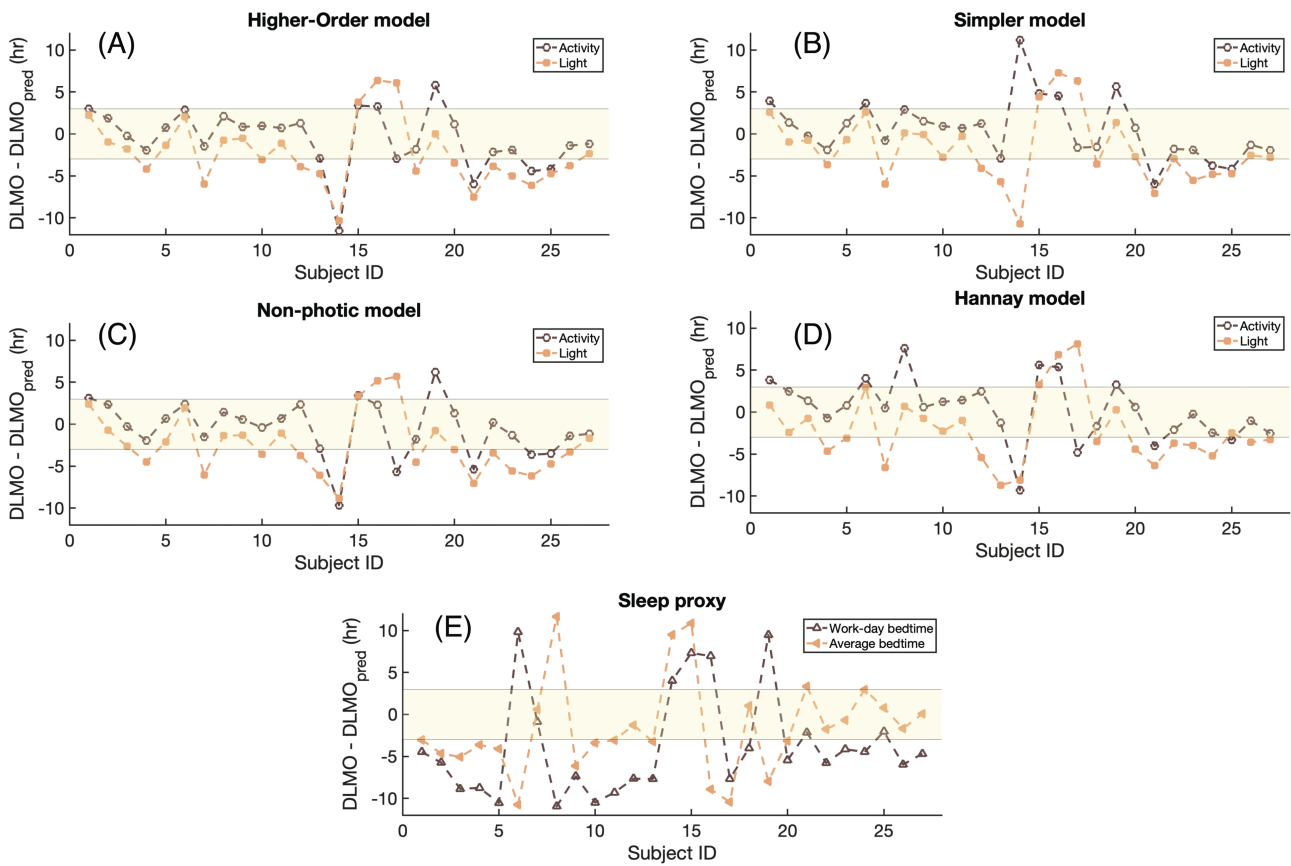 Higher-Order model
(A)
DLMO - DLMOpred (hr)
10
5
0
-5
-10
Activity
Light
0 5 10 15 20 25
Subject ID
Simpler model
(B)
DLMO - DLMOpred (hr)
10
5
0
-5
-10
Activity
Light
0 5 10 15 20 25
Subject ID
Non-photic model
(C)
DLMO - DLMOpred (hr)
10
5
0
-5
-10
Activity
Light
0 5 10 15 20 25
Subject ID
Hannay model
(D)
DLMO - DLMOpred (hr)
10
5
0
-5
-10
Activity
Light
0 5 10 15 20 25
Subject ID
Sleep proxy
(E)
DLMO - DLMOpred (hr)
10
5
0
-5
-10
Work-day bedtime
Average bedtime
0 5 10 15 20 25
Subject ID